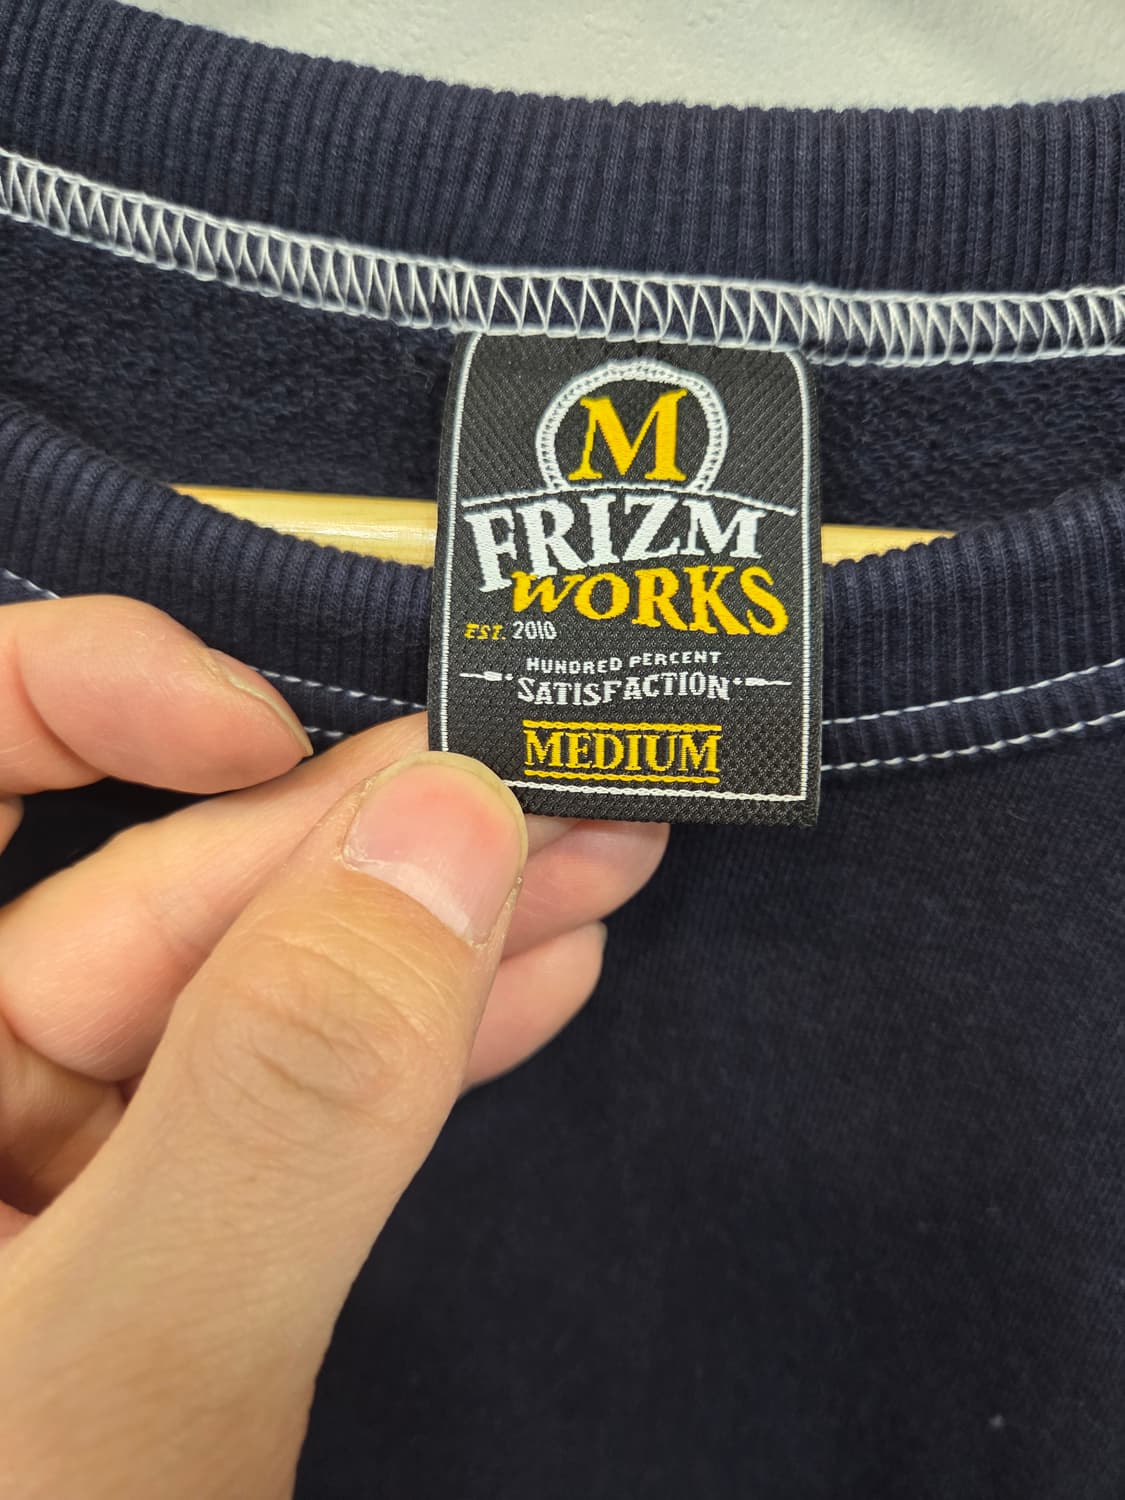 M
FRIZM
WORKS
EST. 2010
HUNDRED PERCENT
SATISFACTION
MEDIUM